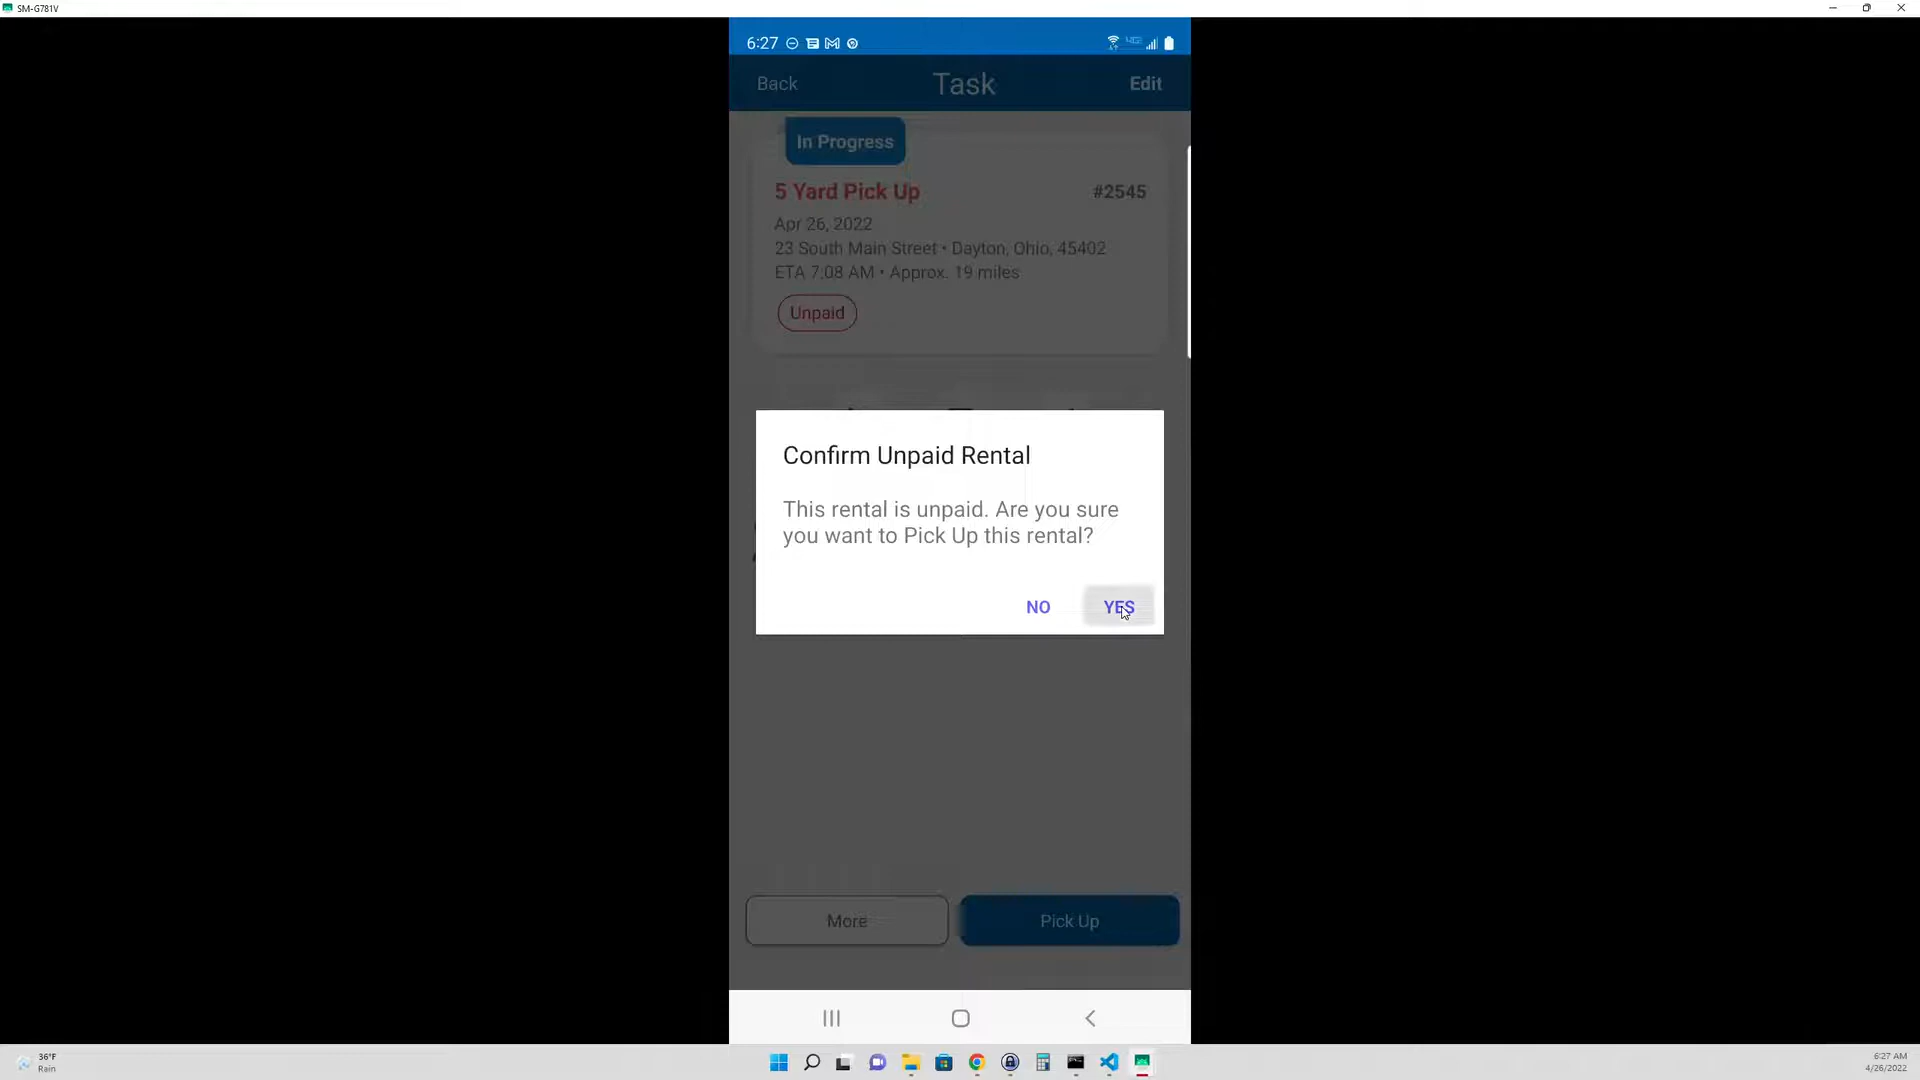 SM-G781V
6:27
Back
Task
Edit
In Progress
5 Yard Pick Up
#2545
Apr 26, 2022
23 South Main Street • Dayton, Ohio, 45402
ETA 7:08 AM • Approx. 19 miles
Unpaid
Confirm Unpaid Rental
This rental is unpaid. Are you sure
you want to Pick Up this rental?
NO
YES
More
Pick Up
36°F
Rain
6:27 AM
4/26/2022